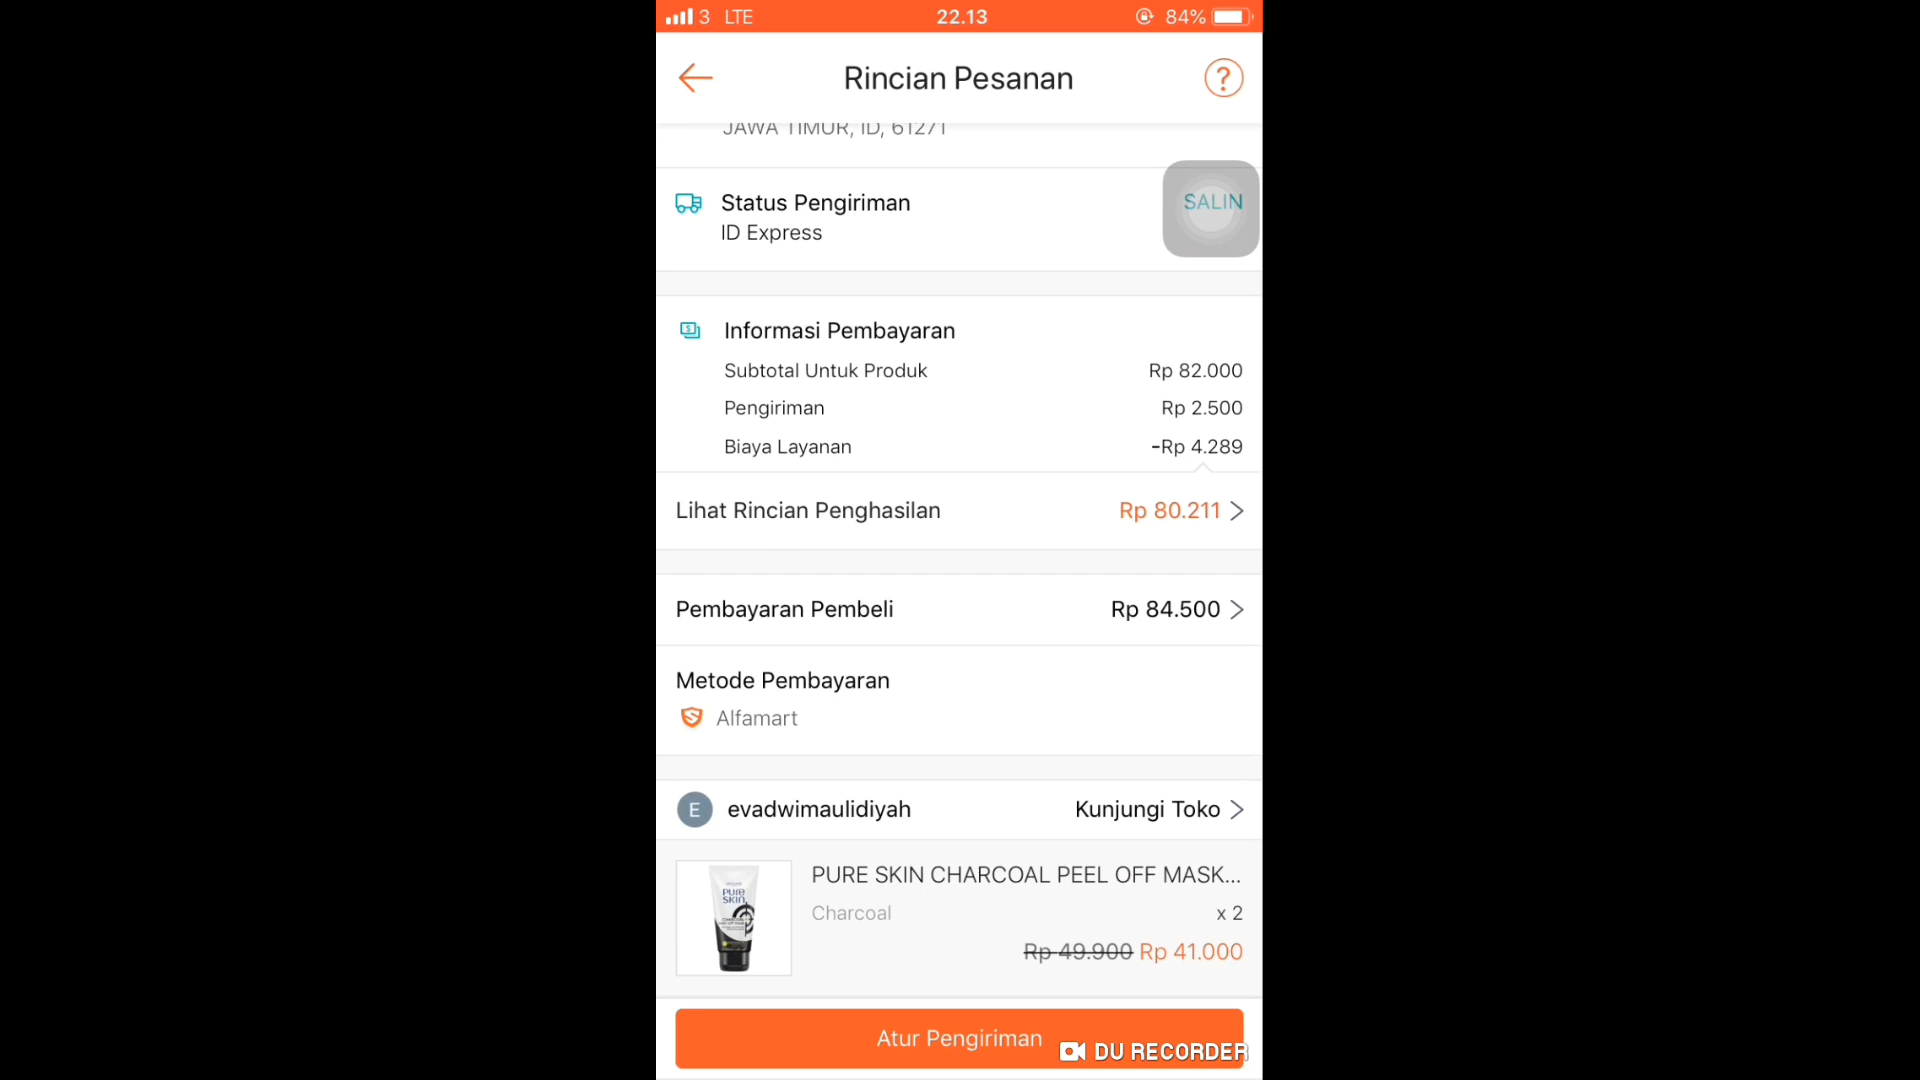 3 LTE 22.13 84%
Rincian Pesanan
?
JAWA TIMUR, ID, 61271
Status Pengiriman
SALIN
ID Express
Informasi Pembayaran
Subtotal Untuk Produk Rp 82.000
Pengiriman Rp 2.500
Biaya Layanan -Rp 4.289
Lihat Rincian Penghasilan Rp 80.211
Pembayaran Pembeli Rp 84.500
Metode Pembayaran
Alfamart
E evadwimaulidiyah Kunjungi Toko
PURE SKIN CHARCOAL PEEL OFF MASK...
Charcoal x 2
Rp 49.900 Rp 41.000
PURE SKIN
Atur Pengiriman
DU RECORDER